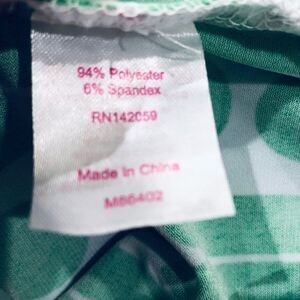 94% Polyester
6% Spandex
RN142059
Made in China
M86402